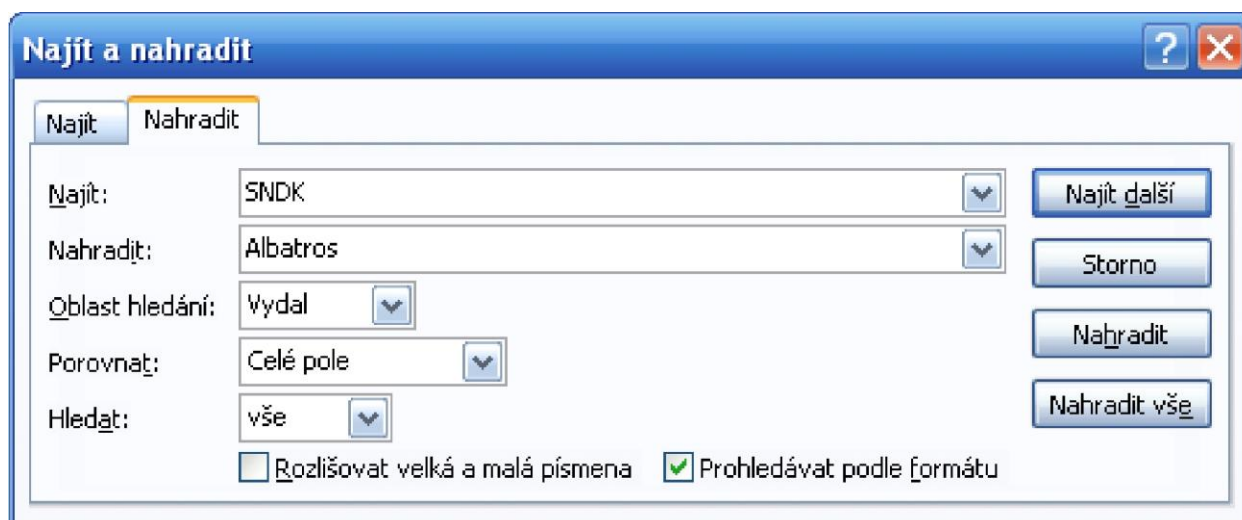 Najít a nahradit
Najít
Nahradit
Najít: SNDK Najít další
Nahradit: Albatros Storno
Oblast hledání: Vydal
Porovnat: Celé pole Nahradit
Hledat: vše Nahradit vše
Rozlišovat velká a malá písmena Prohledávat podle formátu